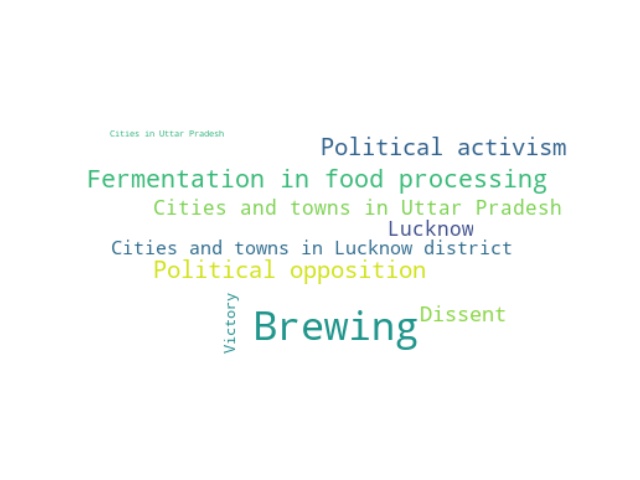 Cities in Uttar Pradesh
Political activism
Fermentation in food processing
Cities and towns in Uttar Pradesh
Lucknow
Cities and towns in Lucknow district
Political opposition
Victory
Brewing
Dissent